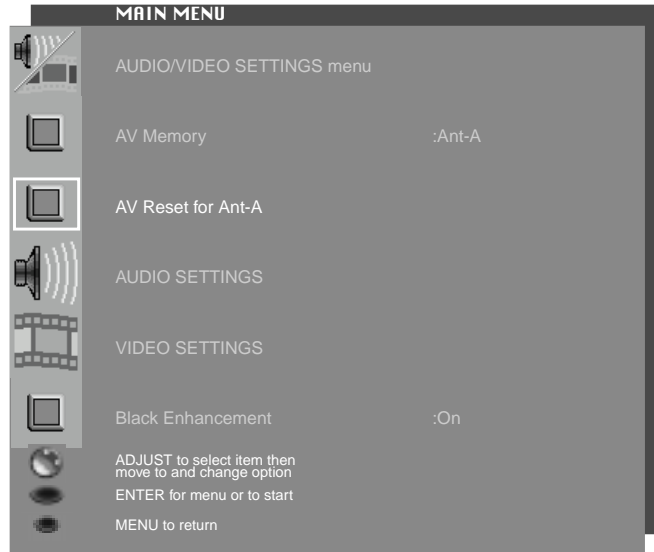 MAIN MENU
AUDIO/VIDEO SETTINGS menu
AV Memory :Ant-A
AV Reset for Ant-A
AUDIO SETTINGS
VIDEO SETTINGS
Black Enhancement :On
ADJUST to select item then
move to and change option
ENTER for menu or to start
MENU to return